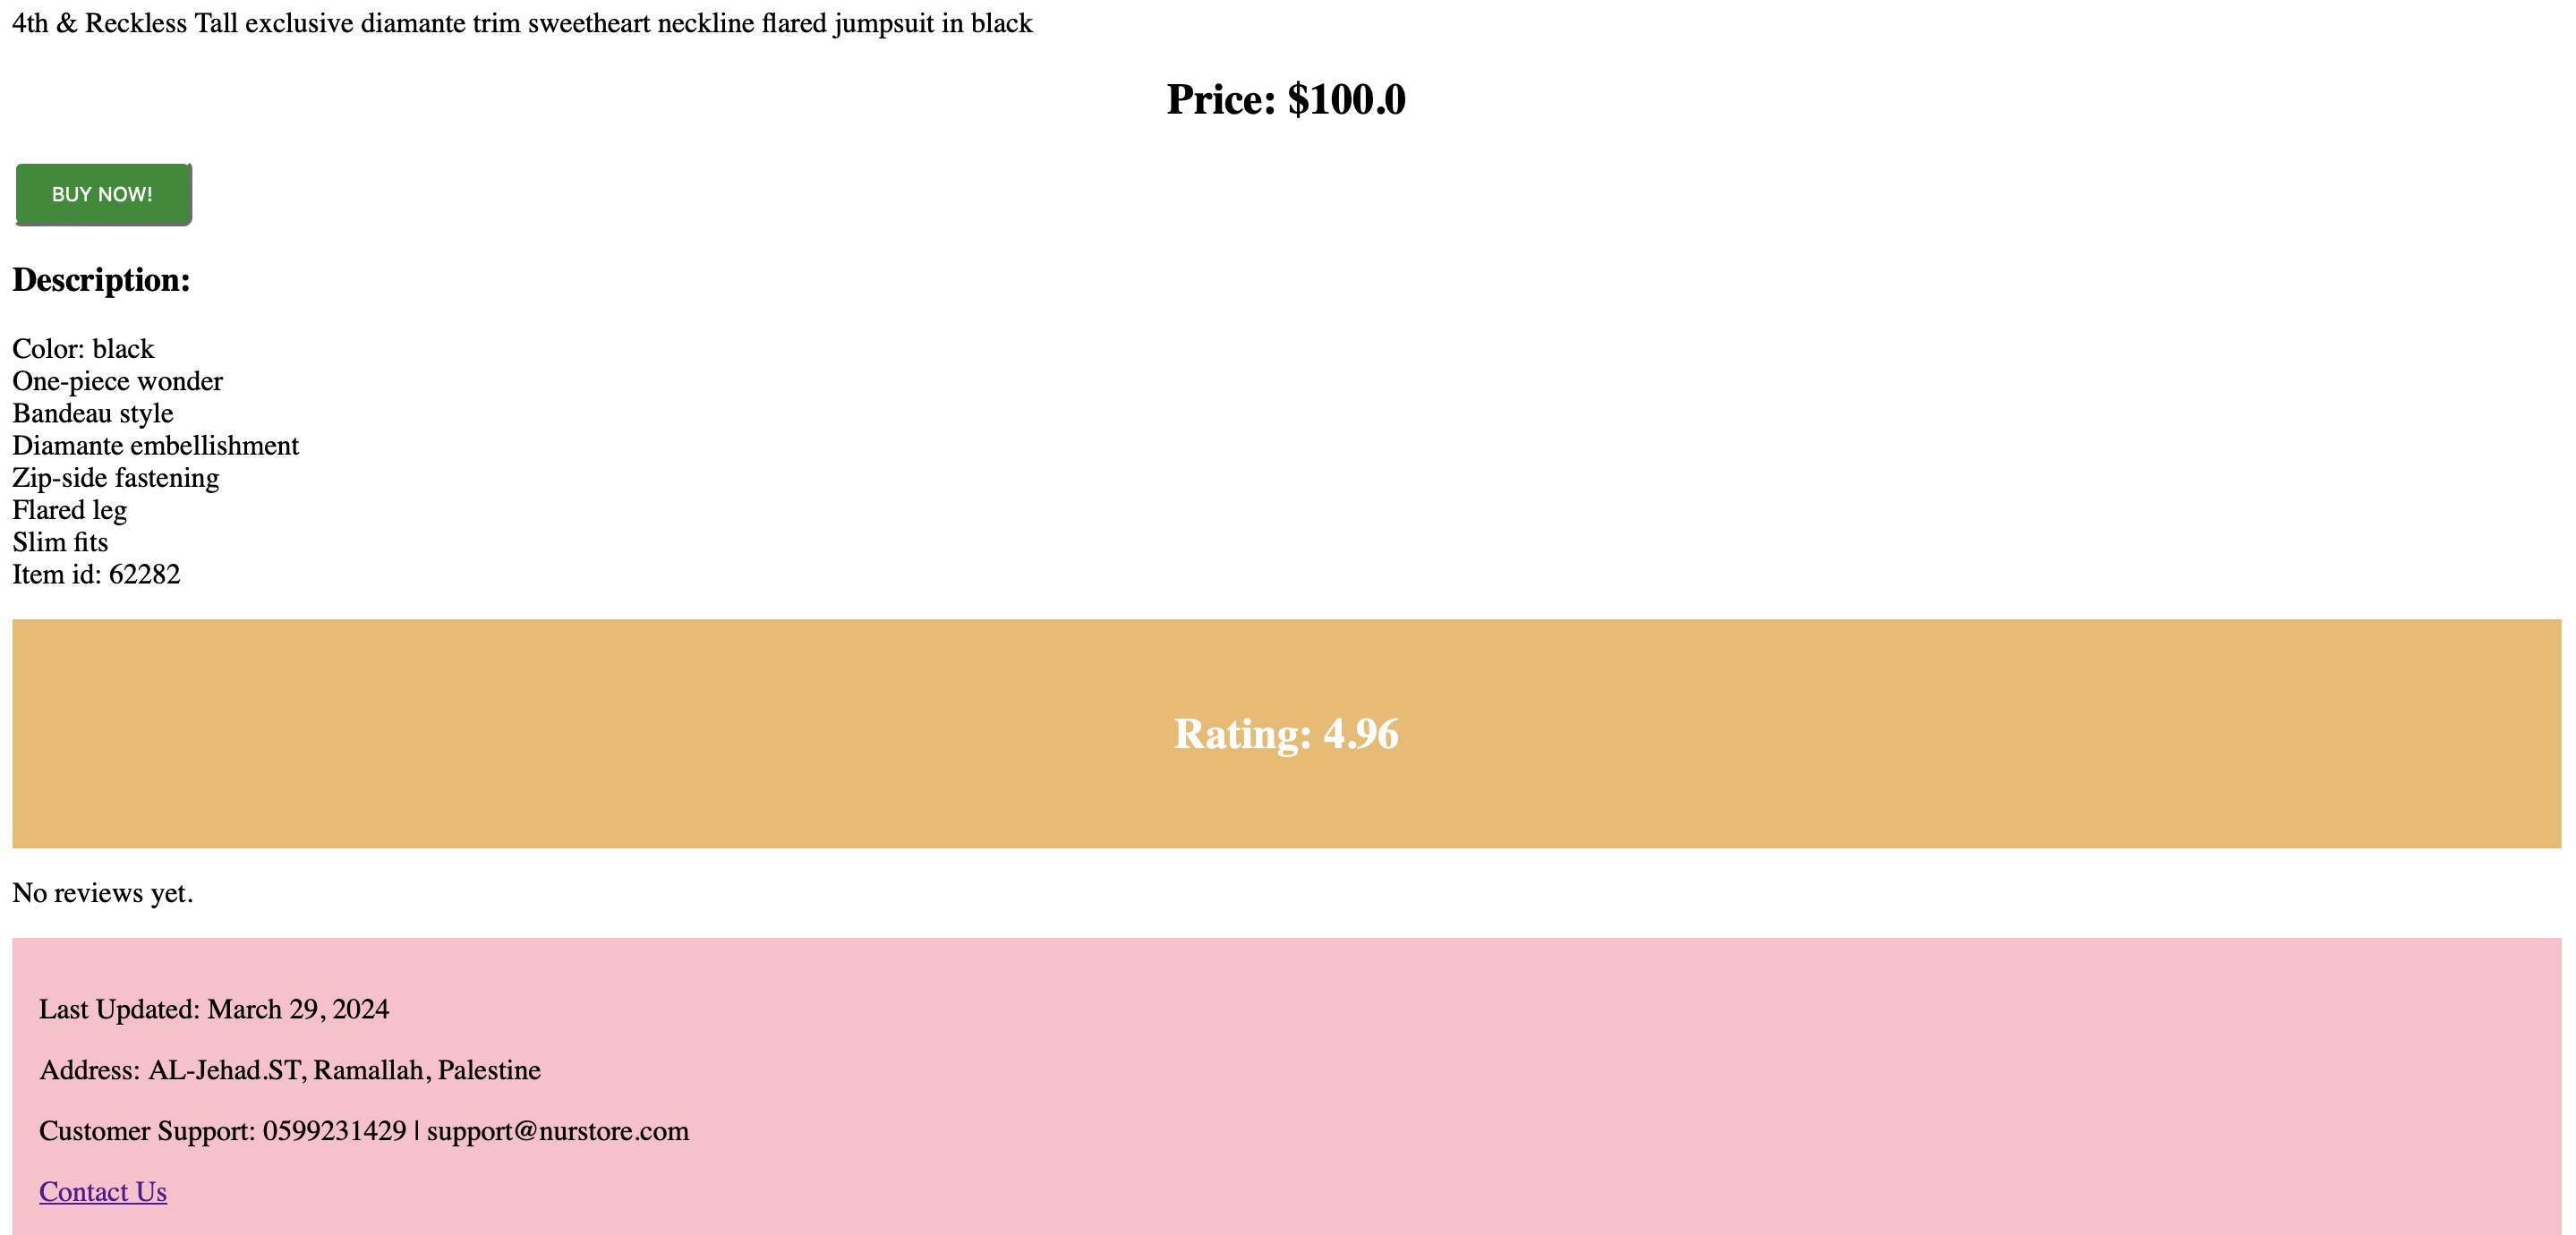 4th & Reckless Tall exclusive diamante trim sweetheart neckline flared jumpsuit in black
Price: $100.0
BUY NOW!
Description:
Color: black
One-piece wonder
Bandeau style
Diamante embellishment
Zip-side fastening
Flared leg
Slim fits
Item id: 62282
Rating: 4.96
No reviews yet.
Last Updated: March 29, 2024
Address: AL-Jehad.ST, Ramallah, Palestine
Customer Support: 0599231429 | support@nurstore.com
Contact Us